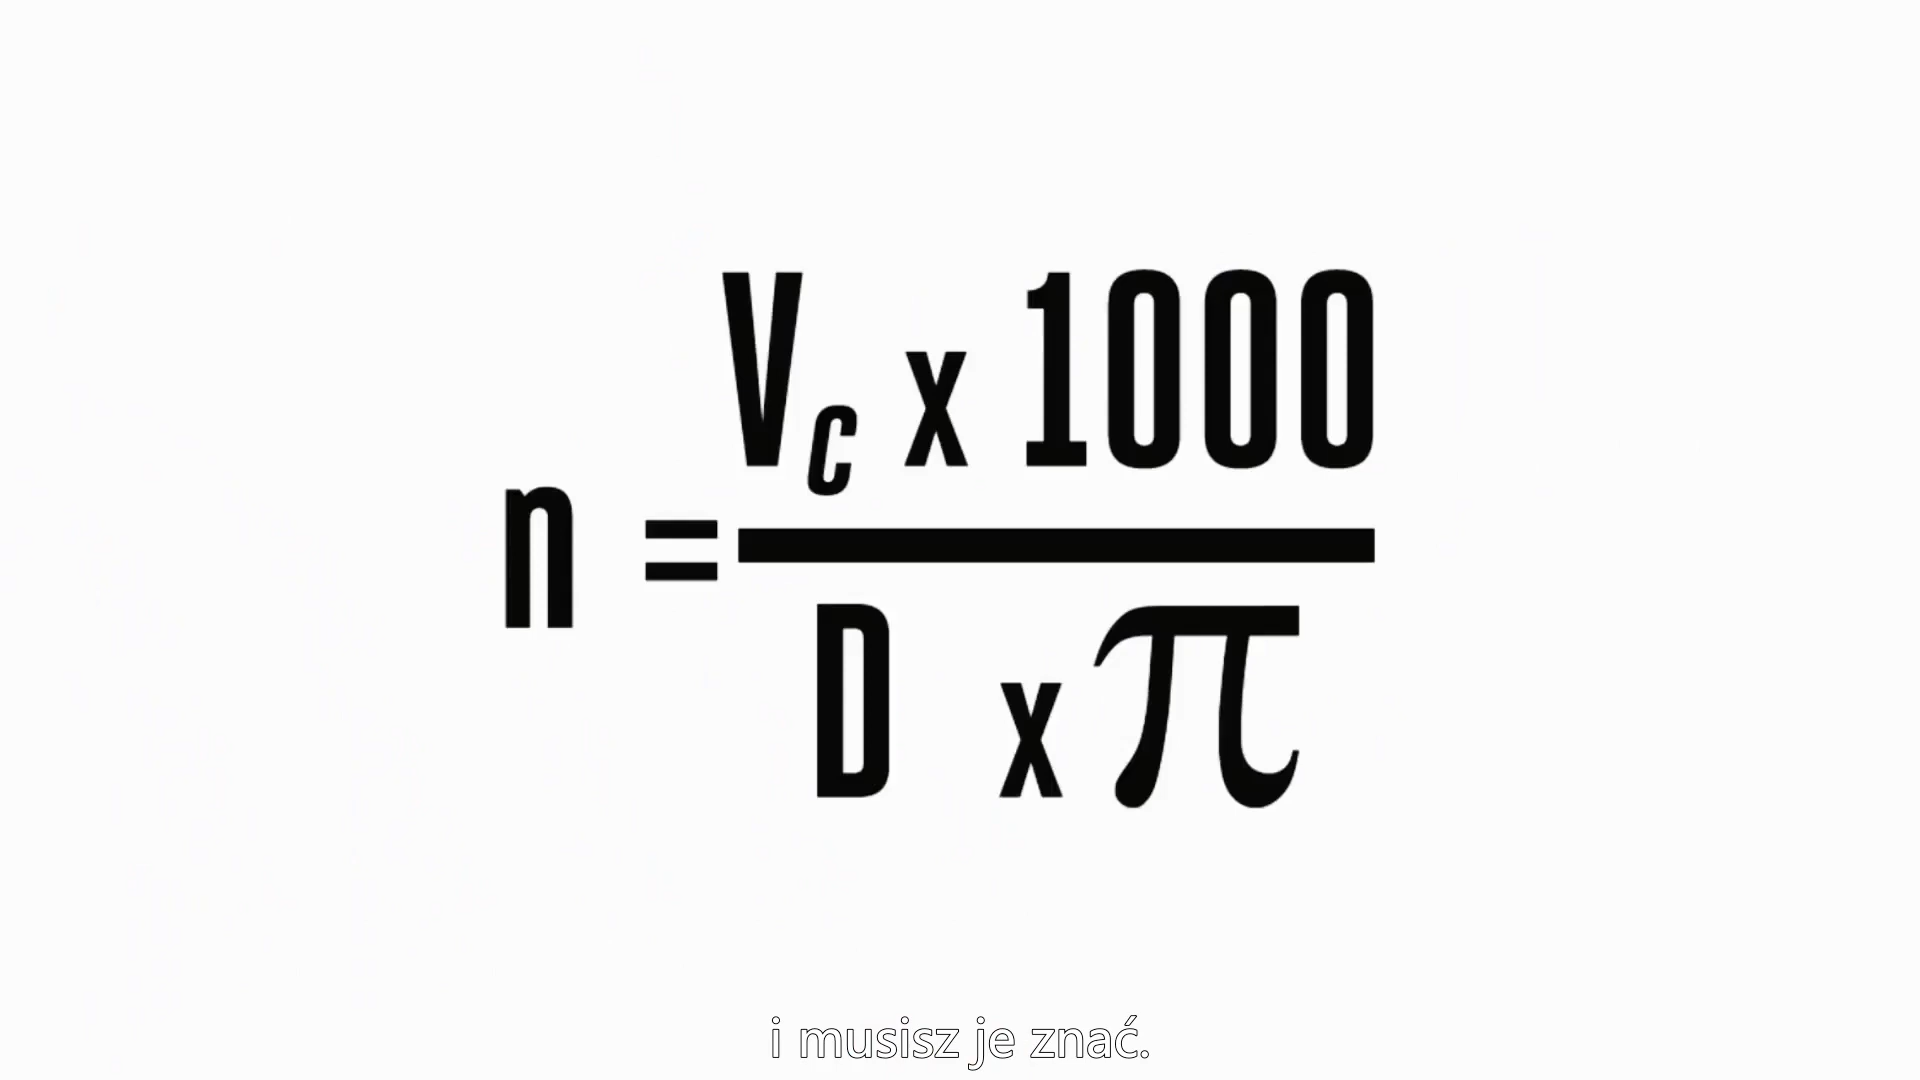 n = Vc x 1000
D x π
i musisz je znać.